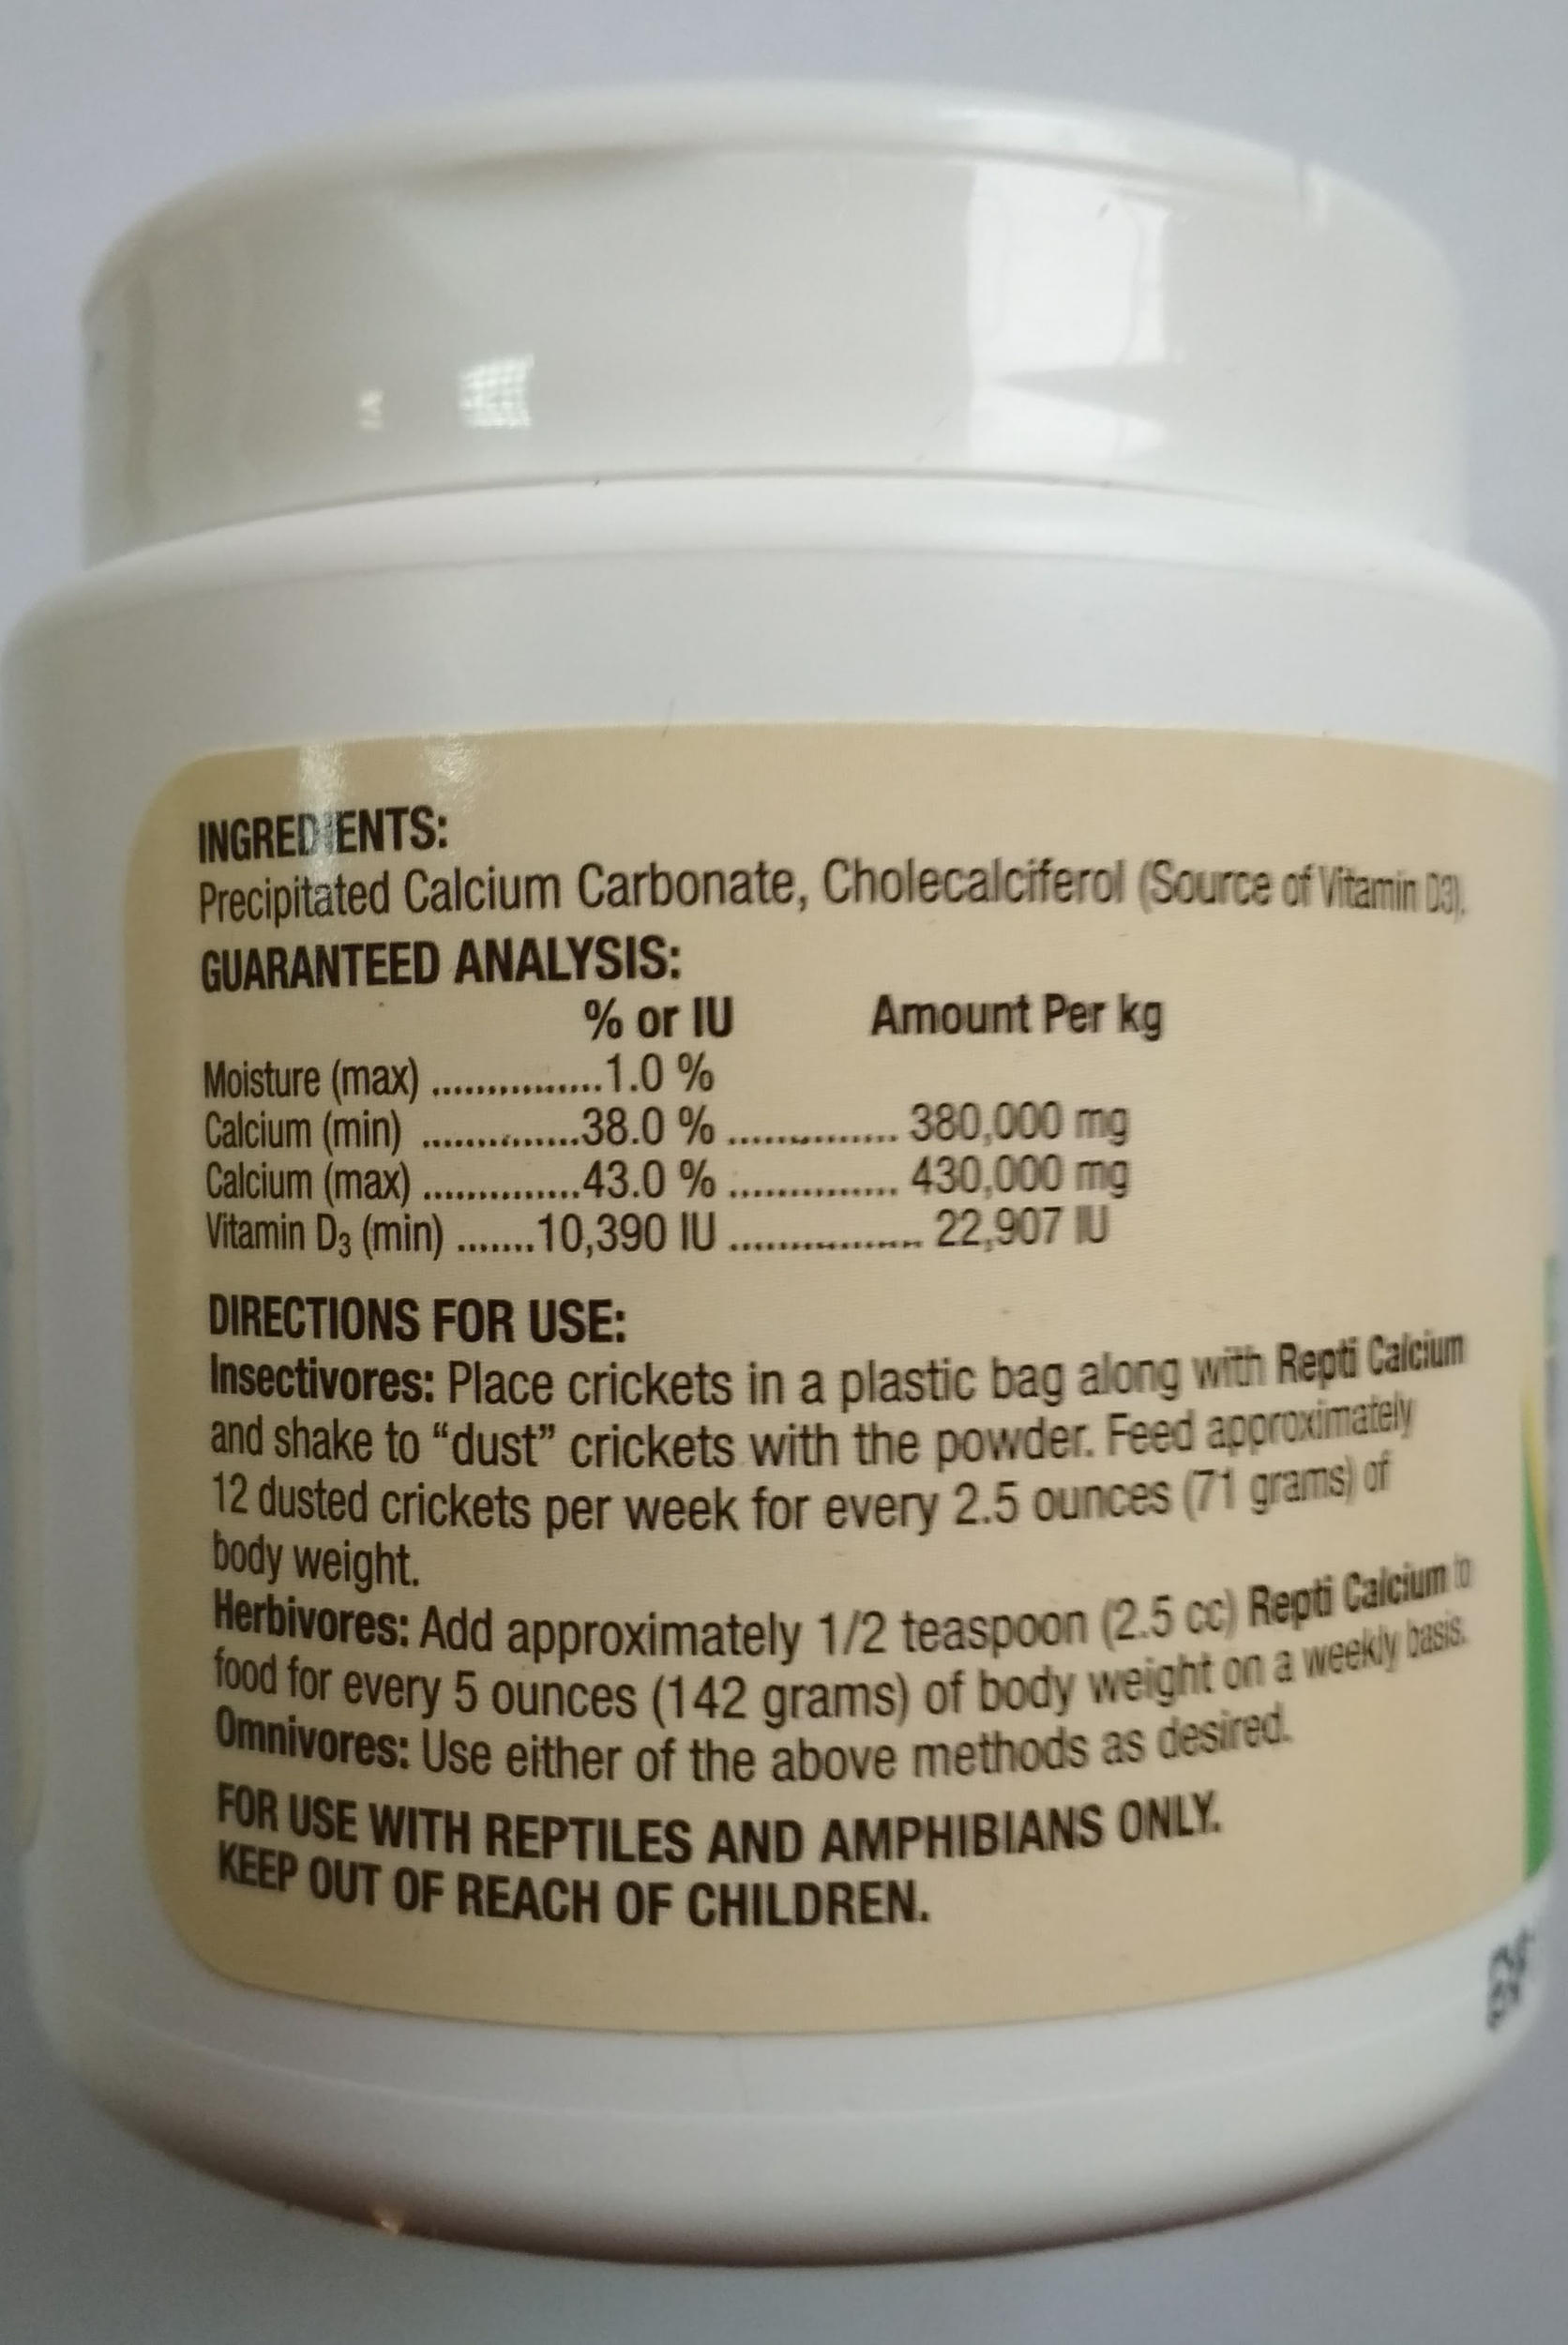 INGREDIENTS:
Precipitated Calcium Carbonate, Cholecalciferol (Source of Vitamin D3).
GUARANTEED ANALYSIS:
% or IU Amount Per kg
Moisture (max) ...............1.0 %
Calcium (min) ..............38.0 % ............... 380,000 mg
Calcium (max) ..............43.0 % ............... 430,000 mg
Vitamin D3 (min) .......10,390 IU ................. 22,907 IU
DIRECTIONS FOR USE:
Insectivores: Place crickets in a plastic bag along with Repti Calcium
and shake to “dust” crickets with the powder. Feed approximately
12 dusted crickets per week for every 2.5 ounces (71 grams) of
body weight.
Herbivores: Add approximately 1/2 teaspoon (2.5 cc) Repti Calcium to
food for every 5 ounces (142 grams) of body weight on a weekly basis.
Omnivores: Use either of the above methods as desired.
FOR USE WITH REPTILES AND AMPHIBIANS ONLY.
KEEP OUT OF REACH OF CHILDREN.